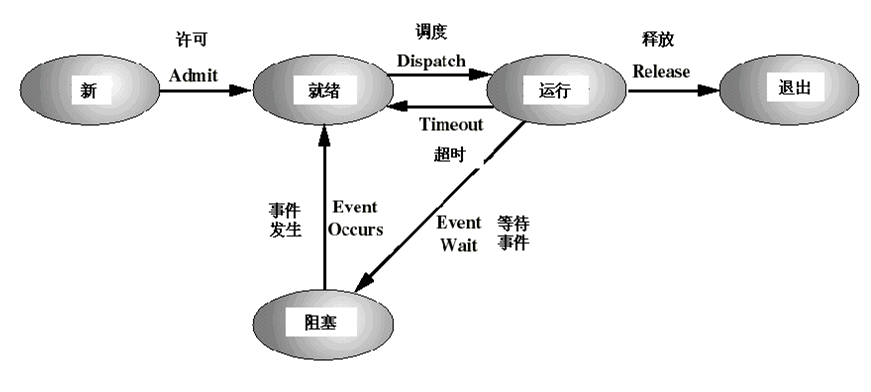 许可
Admit
新
就绪
调度
Dispatch
Timeout
超时
运行
释放
Release
退出
事件
发生
Event
Occurs
Event
Wait
等待
事件
阻塞